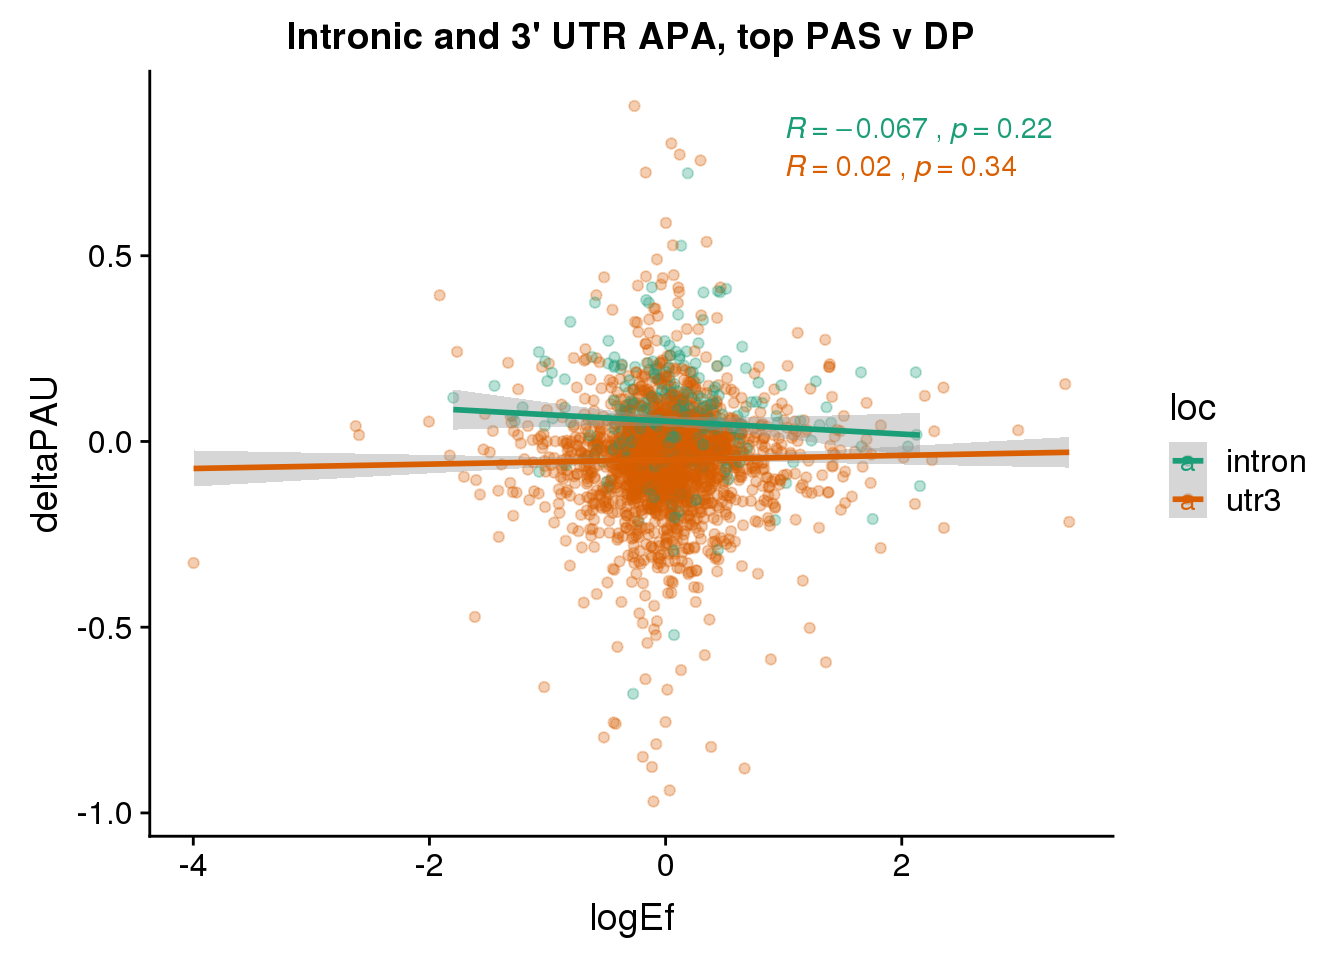 Intronic and 3' UTR APA, top PAS v DP
R = −0.067 , p = 0.22
R = 0.02 , p = 0.34
0.5
0.0
-0.5
-1.0
deltaPAU
-4
-2
0
2
logEf
loc
a intron
a utr3